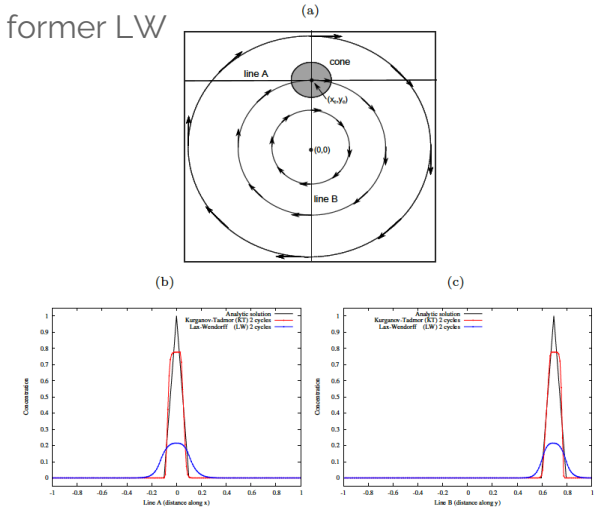 former LW
(a)
line A
cone
(x₀,y₀)
(0,0)
line B
(b)
Analytic solution
Kurganov-Tadmor (KT) 2 cycles
Lax-Wendorff (LW) 2 cycles
Concentration
1
0.9
0.8
0.7
0.6
0.5
0.4
0.3
0.2
0.1
0
-1 -0.8 -0.6 -0.4 -0.2 0 0.2 0.4 0.6 0.8 1
Line A (distance along x)
(c)
Analytic solution
Kurganov-Tadmor (KT) 2 cycles
Lax-Wendorff (LW) 2 cycles
Concentration
1
0.9
0.8
0.7
0.6
0.5
0.4
0.3
0.2
0.1
0
-1 -0.8 -0.6 -0.4 -0.2 0 0.2 0.4 0.6 0.8 1
Line B (distance along y)